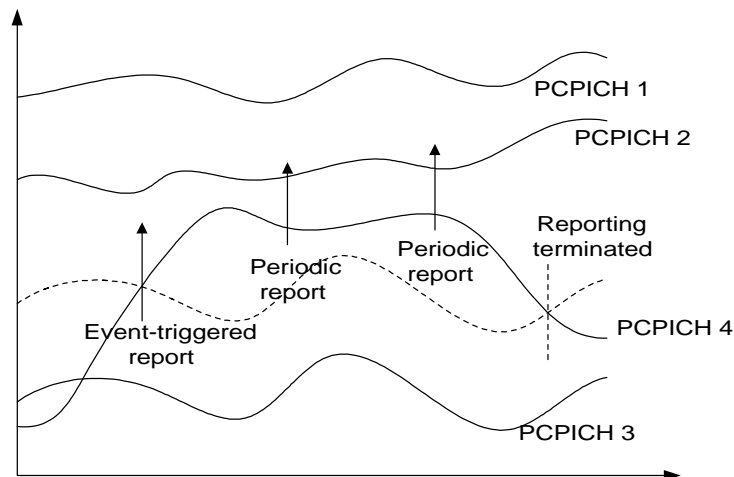 PCPICH 1
PCPICH 2
Reporting
terminated
Periodic
report
Periodic
report
Event-triggered
report
PCPICH 4
PCPICH 3